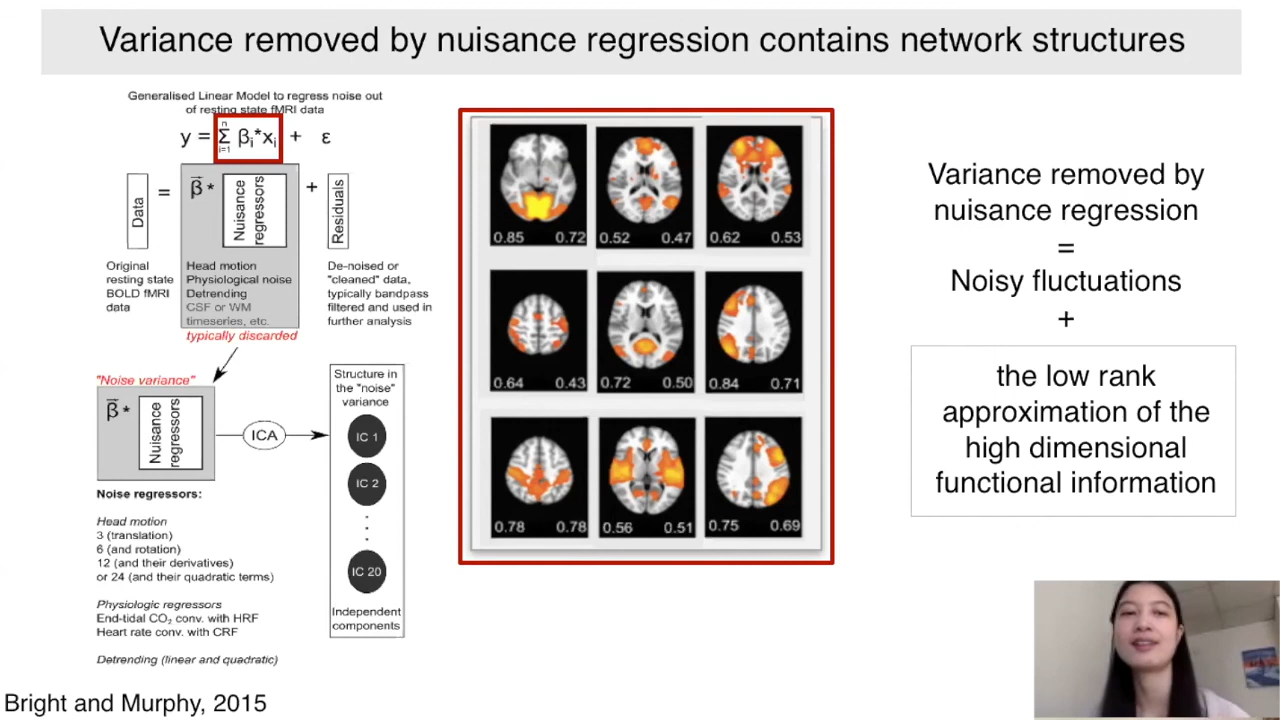 Variance removed by nuisance regression contains network structures
Generalised Linear Model to regress noise out
of resting state fMRI data
y = Σ βi*xi + ε
n
i=1
Data
=
β *
Nuisance
regressors
+
Residuals
Original
resting state
BOLD fMRI
data
Head motion
Physiological noise
Detrending
CSF or WM
timeseries, etc.
typically discarded
De-noised or
"cleaned" data,
typically bandpass
filtered and used in
further analysis
"Noise variance"
β *
Nuisance
regressors
ICA
Structure in
the "noise"
variance
IC 1
IC 2
IC 20
Independent
components
Noise regressors:
Head motion
3 (translation)
6 (and rotation)
12 (and their derivatives)
or 24 (and their quadratic terms)
Physiologic regressors
End-tidal CO₂ conv. with HRF
Heart rate conv. with CRF
Detrending (linear and quadratic)
Bright and Murphy, 2015
0.85 0.72 0.52 0.47 0.62 0.53
0.64 0.43 0.72 0.50 0.84 0.71
0.78 0.78 0.56 0.51 0.75 0.69
Variance removed by
nuisance regression
=
Noisy fluctuations
+
the low rank
approximation of the
high dimensional
functional information